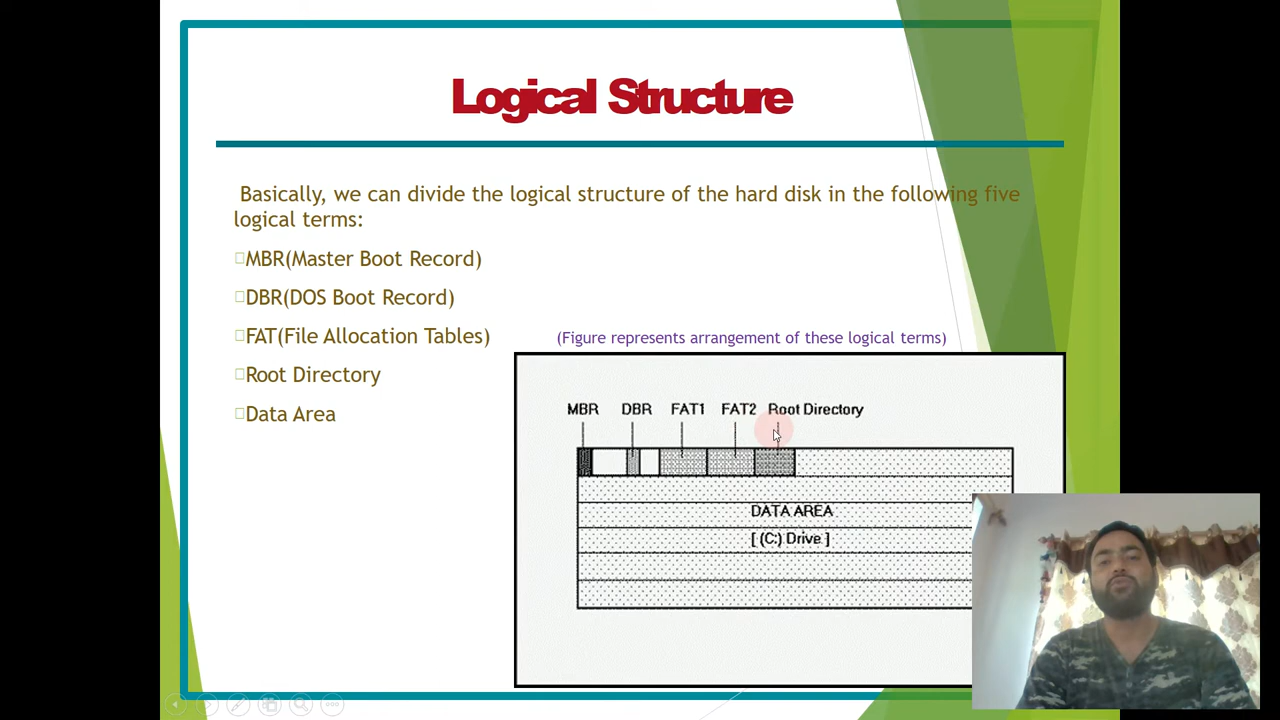 Logical Structure
Basically, we can divide the logical structure of the hard disk in the following five
logical terms:
MBR(Master Boot Record)
DBR(DOS Boot Record)
FAT(File Allocation Tables)
(Figure represents arrangement of these logical terms)
Root Directory
Data Area
MBR DBR FAT1 FAT2 Root Directory
DATA AREA
[ (C:) Drive ]